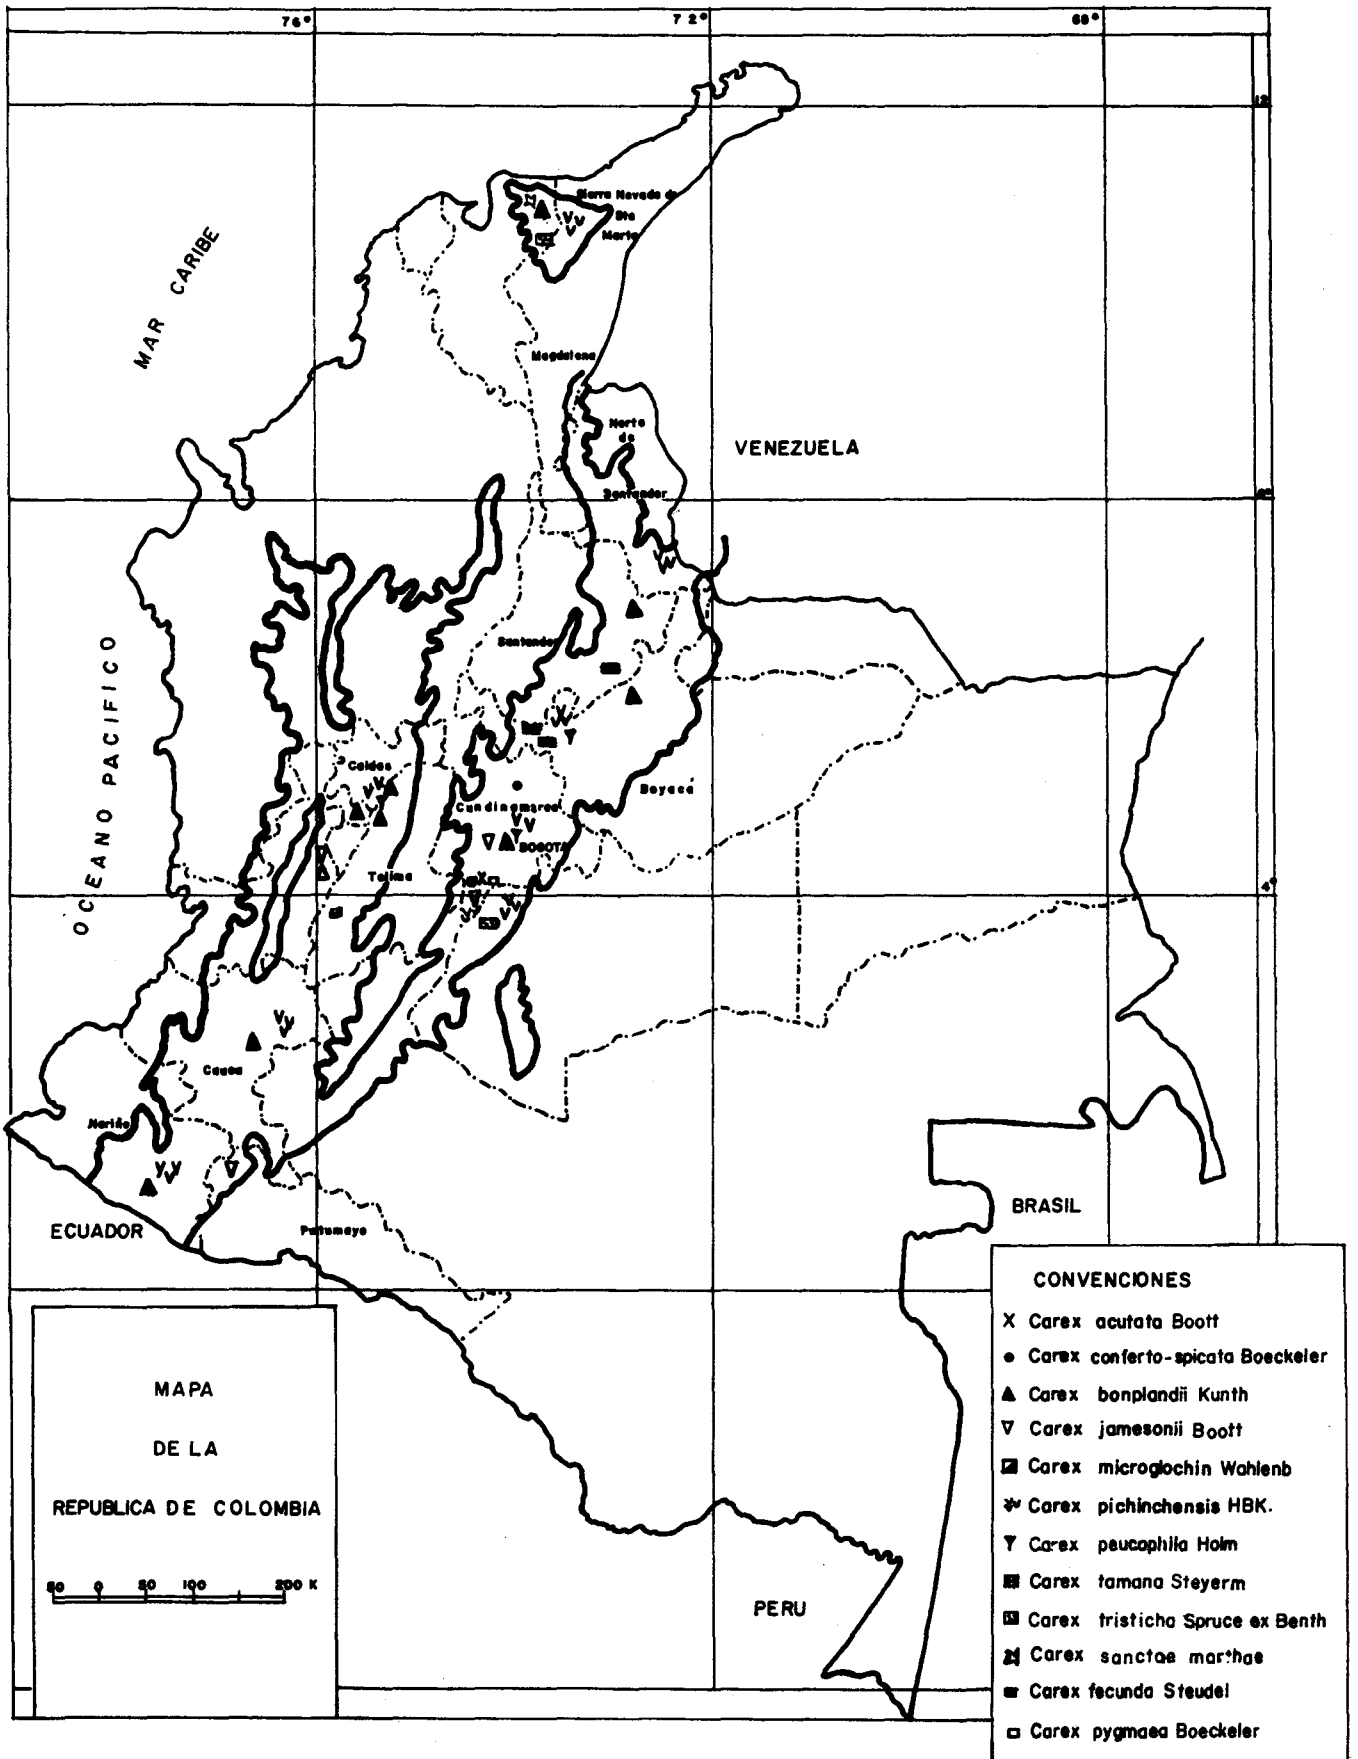 76°
72°
68°
12
Sierra Nevada de
Sta
Marta
MAR CARIBE
Magdalena
Norte
de
Santander
VENEZUELA
8°
OCEANO PACIFICO
Santander
Caldas
Cundinamarca
Boyacá
BOGOTA
Tolima
4°
Cauca
Nariño
ECUADOR
Putumayo
BRASIL
PERU
MAPA
DE LA
REPUBLICA DE COLOMBIA
50 0 50 100 200 K
CONVENCIONES
X Carex acutata Boott
● Carex conferto-spicata Boeckeler
▲ Carex bonplandii Kunth
▽ Carex jamesonii Boott
Carex microglochin Wahlenb
Carex pichinchensis HBK.
Carex peucophila Holm
Carex tamana Steyerm
Carex tristicha Spruce ex Benth
Carex sanctae marthae
Carex fecunda Steudel
Carex pygmaea Boeckeler